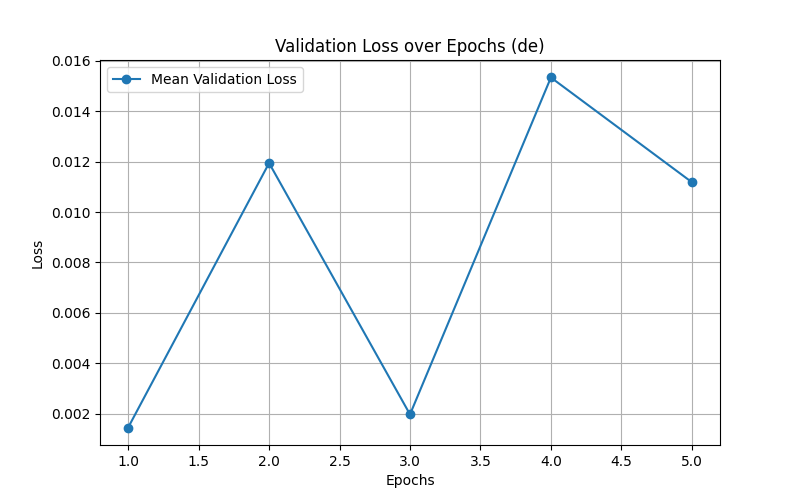 Validation Loss over Epochs (de)
Mean Validation Loss
0.016
0.014
0.012
0.010
0.008
0.006
0.004
0.002
Loss
1.0 1.5 2.0 2.5 3.0 3.5 4.0 4.5 5.0
Epochs